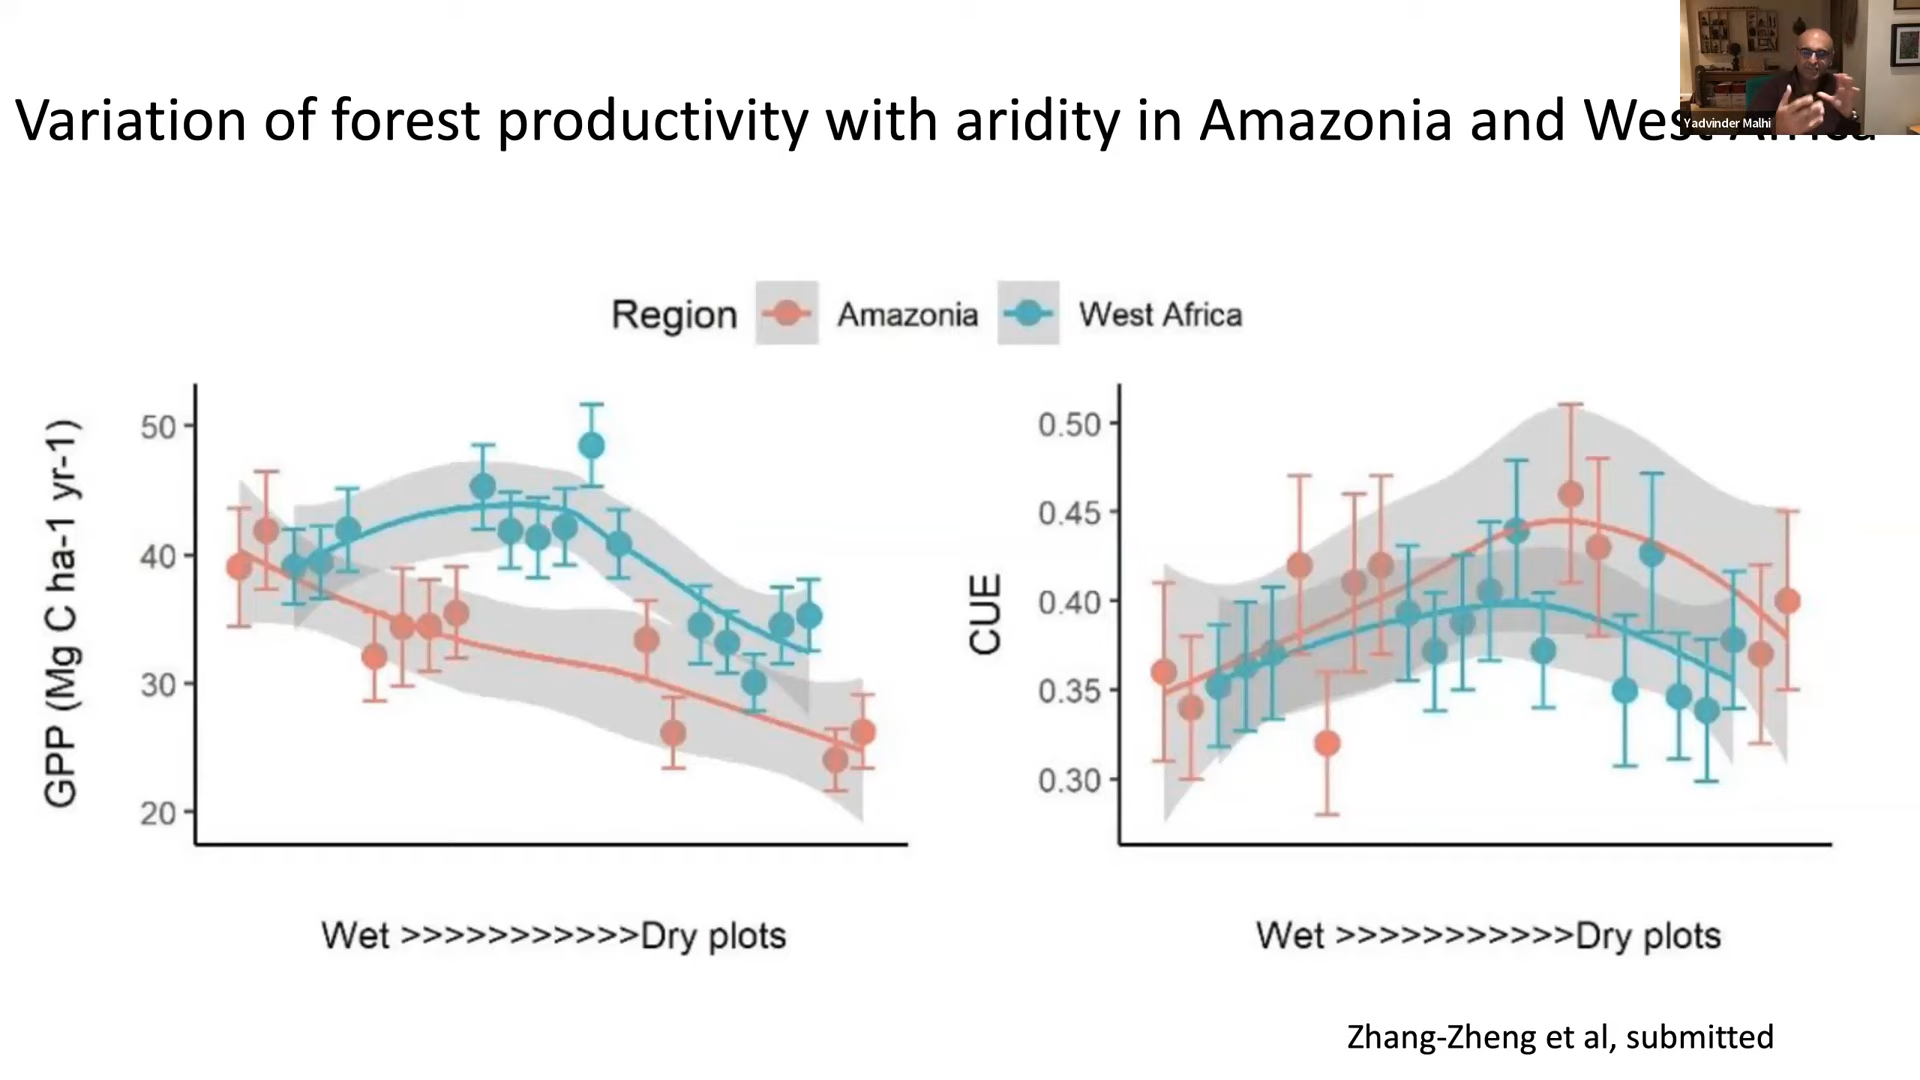 Variation of forest productivity with aridity in Amazonia and West Africa
Yadvinder Malhi
Region Amazonia West Africa
GPP (Mg C ha-1 yr-1)
50
40
30
20
Wet >>>>>>>>>>>Dry plots
CUE
0.50
0.45
0.40
0.35
0.30
Wet >>>>>>>>>>>Dry plots
Zhang-Zheng et al, submitted